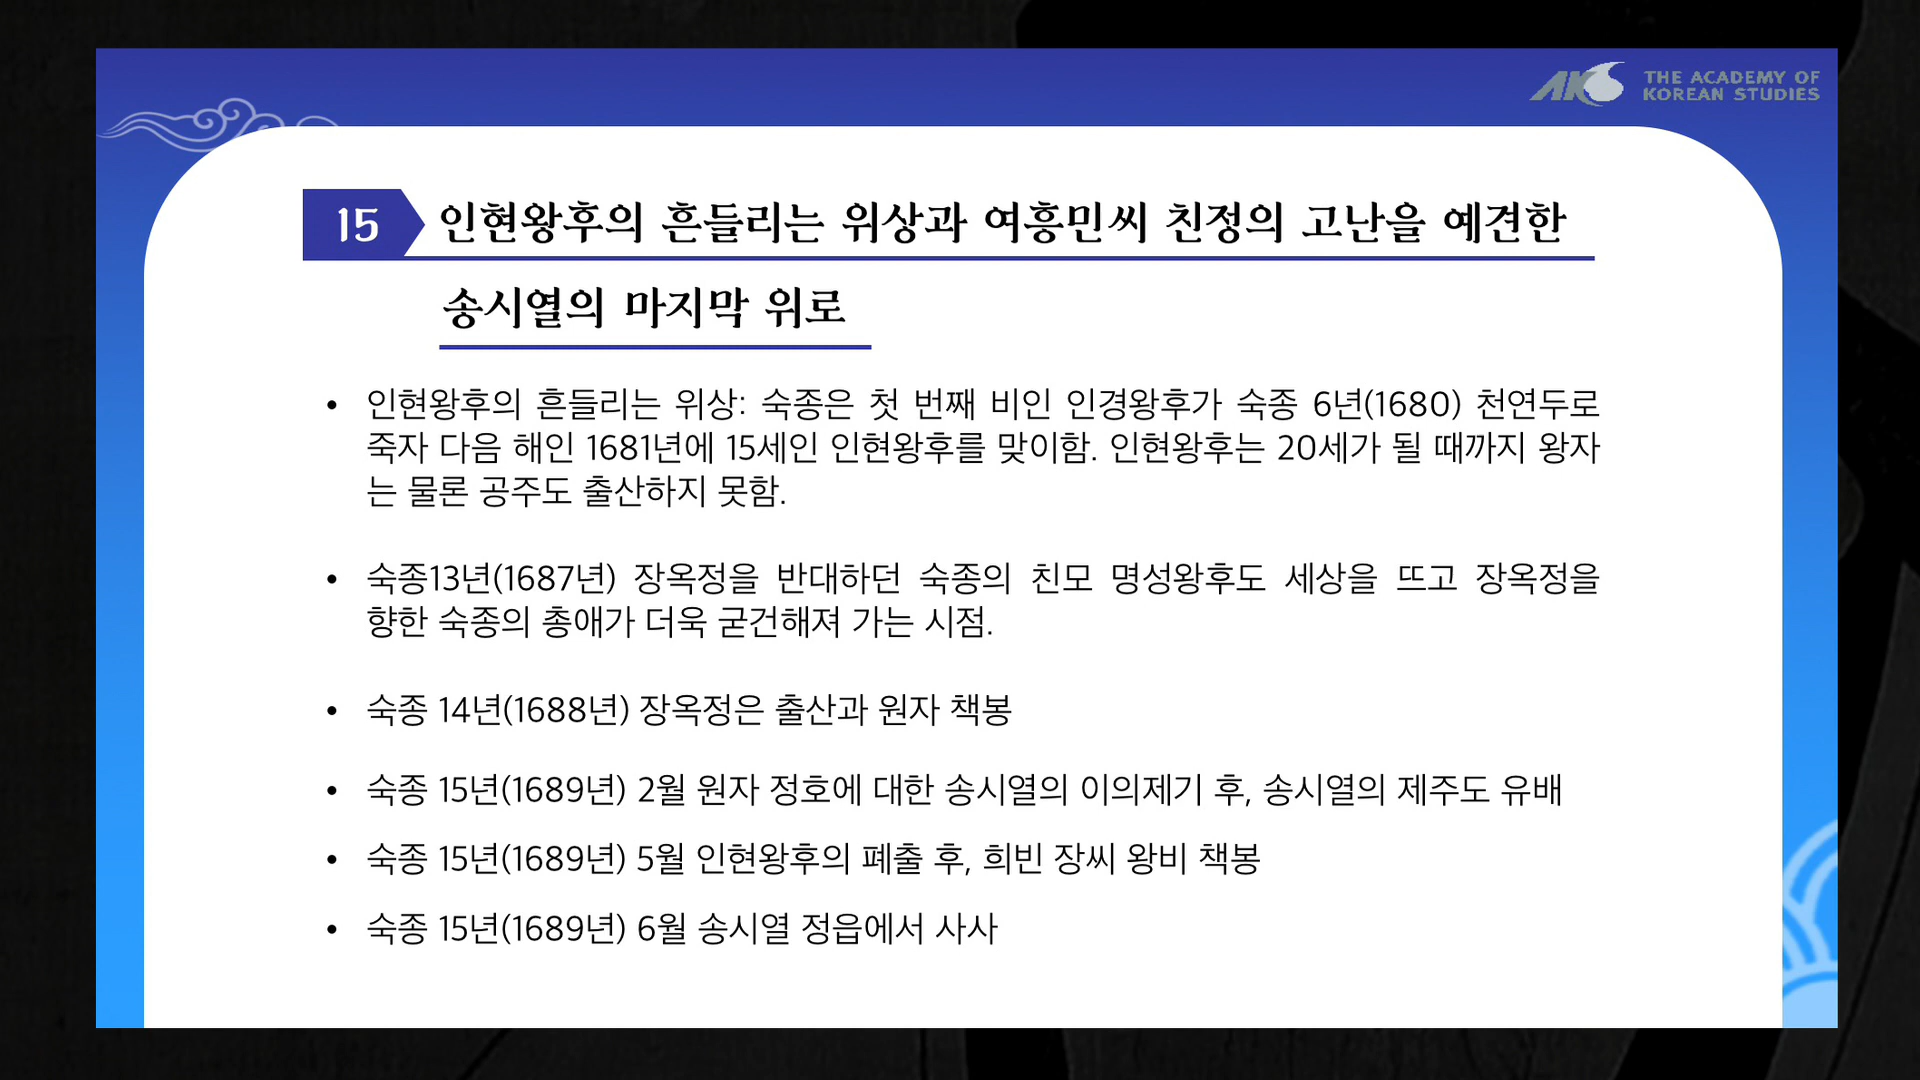 THE ACADEMY OF
KOREAN STUDIES
15 인현왕후의 흔들리는 위상과 여흥민씨 친정의 고난을 예견한
송시열의 마지막 위로
• 인현왕후의 흔들리는 위상: 숙종은 첫 번째 비인 인경왕후가 숙종 6년(1680) 천연두로
죽자 다음 해인 1681년에 15세인 인현왕후를 맞이함. 인현왕후는 20세가 될 때까지 왕자
는 물론 공주도 출산하지 못함.
• 숙종13년(1687년) 장옥정을 반대하던 숙종의 친모 명성왕후도 세상을 뜨고 장옥정을
향한 숙종의 총애가 더욱 굳건해져 가는 시점.
• 숙종 14년(1688년) 장옥정은 출산과 원자 책봉
• 숙종 15년(1689년) 2월 원자 정호에 대한 송시열의 이의제기 후, 송시열의 제주도 유배
• 숙종 15년(1689년) 5월 인현왕후의 폐출 후, 희빈 장씨 왕비 책봉
• 숙종 15년(1689년) 6월 송시열 정읍에서 사사